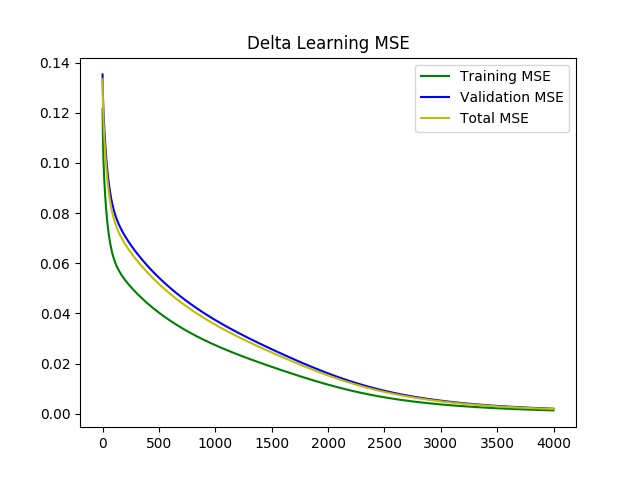 Delta Learning MSE
Training MSE
Validation MSE
Total MSE
0.14
0.12
0.10
0.08
0.06
0.04
0.02
0.00
0 500 1000 1500 2000 2500 3000 3500 4000